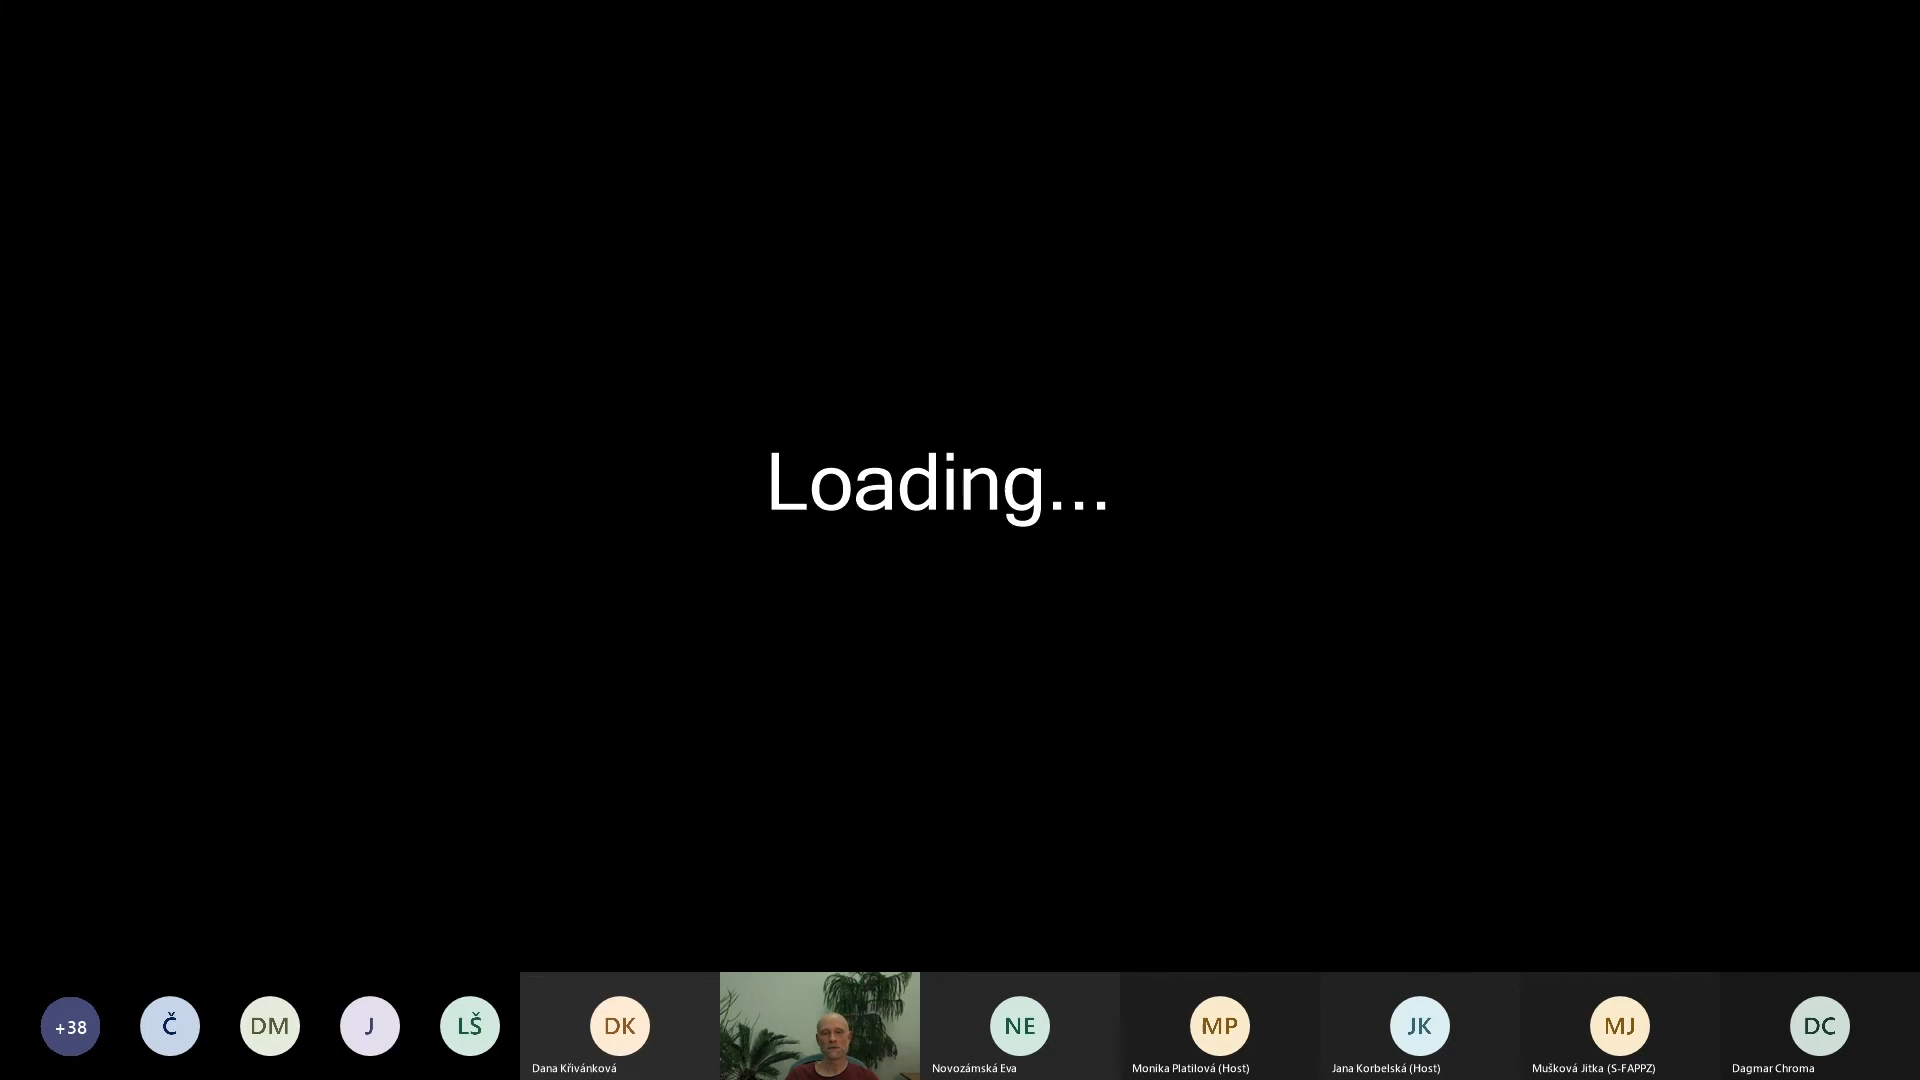 Loading...
+38
Č
DM
J
LŠ
DK
NE
MP
JK
MJ
DC
Dana Křivánková
Novozámská Eva
Monika Platilová (Host)
Jana Korbelská (Host)
Mušková Jitka (S-FAPPZ)
Dagmar Chroma